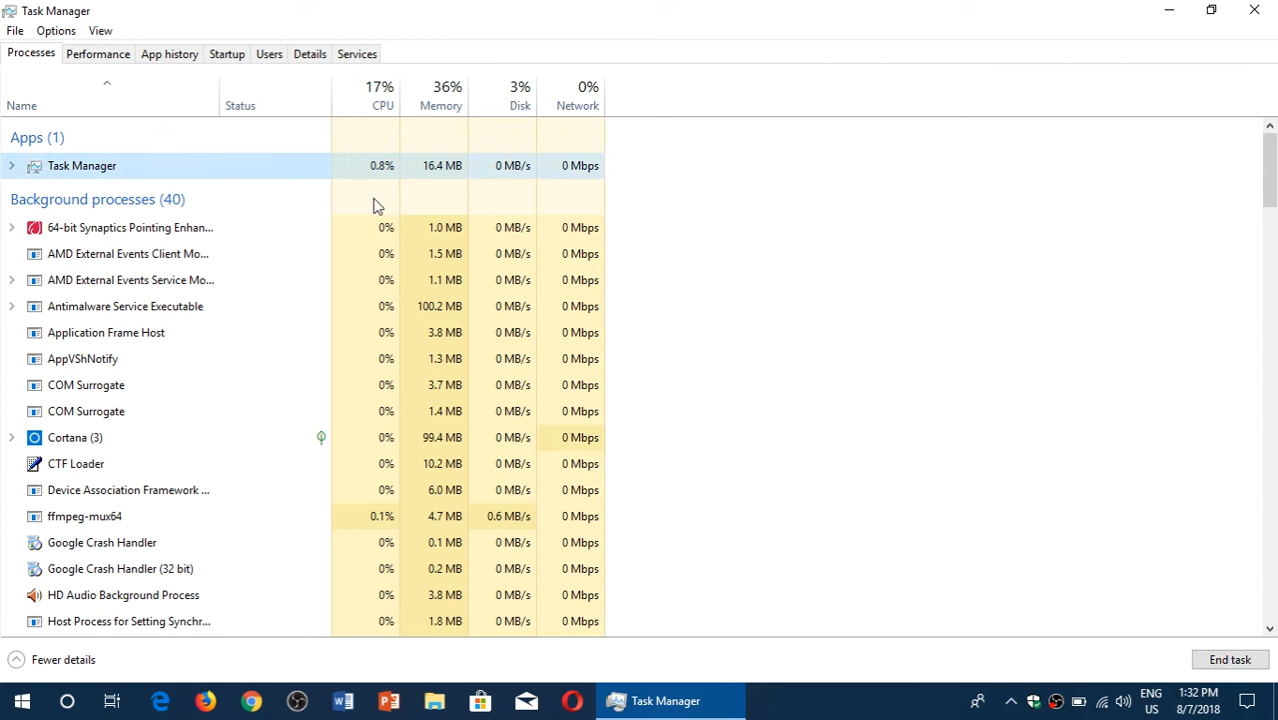 Task Manager
File Options View
Processes Performance App history Startup Users Details Services
17% 36% 3% 0%
Name Status CPU Memory Disk Network
Apps (1)
Task Manager 0.8% 16.4 MB 0 MB/s 0 Mbps
Background processes (40)
64-bit Synaptics Pointing Enhan... 0% 1.0 MB 0 MB/s 0 Mbps
AMD External Events Client Mo... 0% 1.5 MB 0 MB/s 0 Mbps
AMD External Events Service Mo... 0% 1.1 MB 0 MB/s 0 Mbps
Antimalware Service Executable 0% 100.2 MB 0 MB/s 0 Mbps
Application Frame Host 0% 3.8 MB 0 MB/s 0 Mbps
AppVShNotify 0% 1.3 MB 0 MB/s 0 Mbps
COM Surrogate 0% 3.7 MB 0 MB/s 0 Mbps
COM Surrogate 0% 1.4 MB 0 MB/s 0 Mbps
Cortana (3) 0% 99.4 MB 0 MB/s 0 Mbps
CTF Loader 0% 10.2 MB 0 MB/s 0 Mbps
Device Association Framework ... 0% 6.0 MB 0 MB/s 0 Mbps
ffmpeg-mux64 0.1% 4.7 MB 0.6 MB/s 0 Mbps
Google Crash Handler 0% 0.1 MB 0 MB/s 0 Mbps
Google Crash Handler (32 bit) 0% 0.2 MB 0 MB/s 0 Mbps
HD Audio Background Process 0% 3.8 MB 0 MB/s 0 Mbps
Host Process for Setting Synchr... 0% 1.8 MB 0 MB/s 0 Mbps
Fewer details End task
Task Manager
ENG
US
1:32 PM
8/7/2018